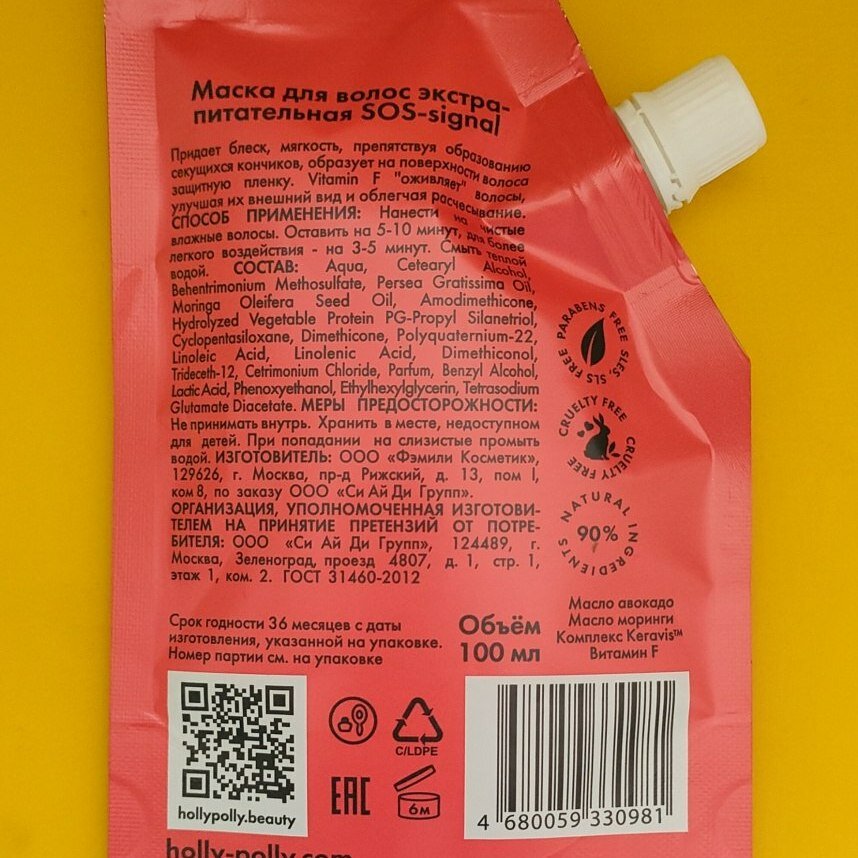 Маска для волос экстра-
питательная SOS-signal
Придает блеск, мягкость, препятствуя образованию
секущихся кончиков, образует на поверхности волоса
защитную пленку. Vitamin F "оживляет" волосы,
улучшая их внешний вид и облегчая расчесывание.
СПОСОБ ПРИМЕНЕНИЯ: Нанести на чистые
влажные волосы. Оставить на 5-10 минут, для более
легкого воздействия - на 3-5 минут. Смыть теплой
водой. СОСТАВ: Aqua, Cetearyl Alcohol,
Behentrimonium Methosulfate, Persea Gratissima Oil,
Moringa Oleifera Seed Oil, Amodimethicone,
Hydrolyzed Vegetable Protein PG-Propyl Silanetriol,
Cyclopentasiloxane, Dimethicone, Polyquaternium-22,
Linoleic Acid, Linolenic Acid, Dimethiconol,
Trideceth-12, Cetrimonium Chloride, Parfum, Benzyl Alcohol,
Lactic Acid, Phenoxyethanol, Ethylhexylglycerin, Tetrasodium
Glutamate Diacetate. МЕРЫ ПРЕДОСТОРОЖНОСТИ:
Не принимать внутрь. Хранить в месте, недоступном
для детей. При попадании на слизистые промыть
водой. ИЗГОТОВИТЕЛЬ: ООО «Фэмили Косметик»,
129626, г. Москва, пр-д Рижский, д. 13, пом I,
ком 8, по заказу ООО «Си Ай Ди Групп».
ОРГАНИЗАЦИЯ, УПОЛНОМОЧЕННАЯ ИЗГОТОВИ-
ТЕЛЕМ НА ПРИНЯТИЕ ПРЕТЕНЗИЙ ОТ ПОТРЕ-
БИТЕЛЯ: ООО «Си Ай Ди Групп», 124489, г.
Москва, Зеленоград, проезд 4807, д. 1, стр. 1,
этаж 1, ком. 2. ГОСТ 31460-2012
PARABENS FREE SLES, SLS FREE
CRUELTY FREE CRUELTY FREE
NATURAL INGREDIENTS
90%
Масло авокадо
Масло моринги
Комплекс Keravis™
Витамин F
Срок годности 36 месяцев с даты
изготовления, указанной на упаковке.
Номер партии см. на упаковке
Объём
100 мл
hollypolly.beauty
C/LDPE
EAC
6м
4 680059 330981
holly-polly.com